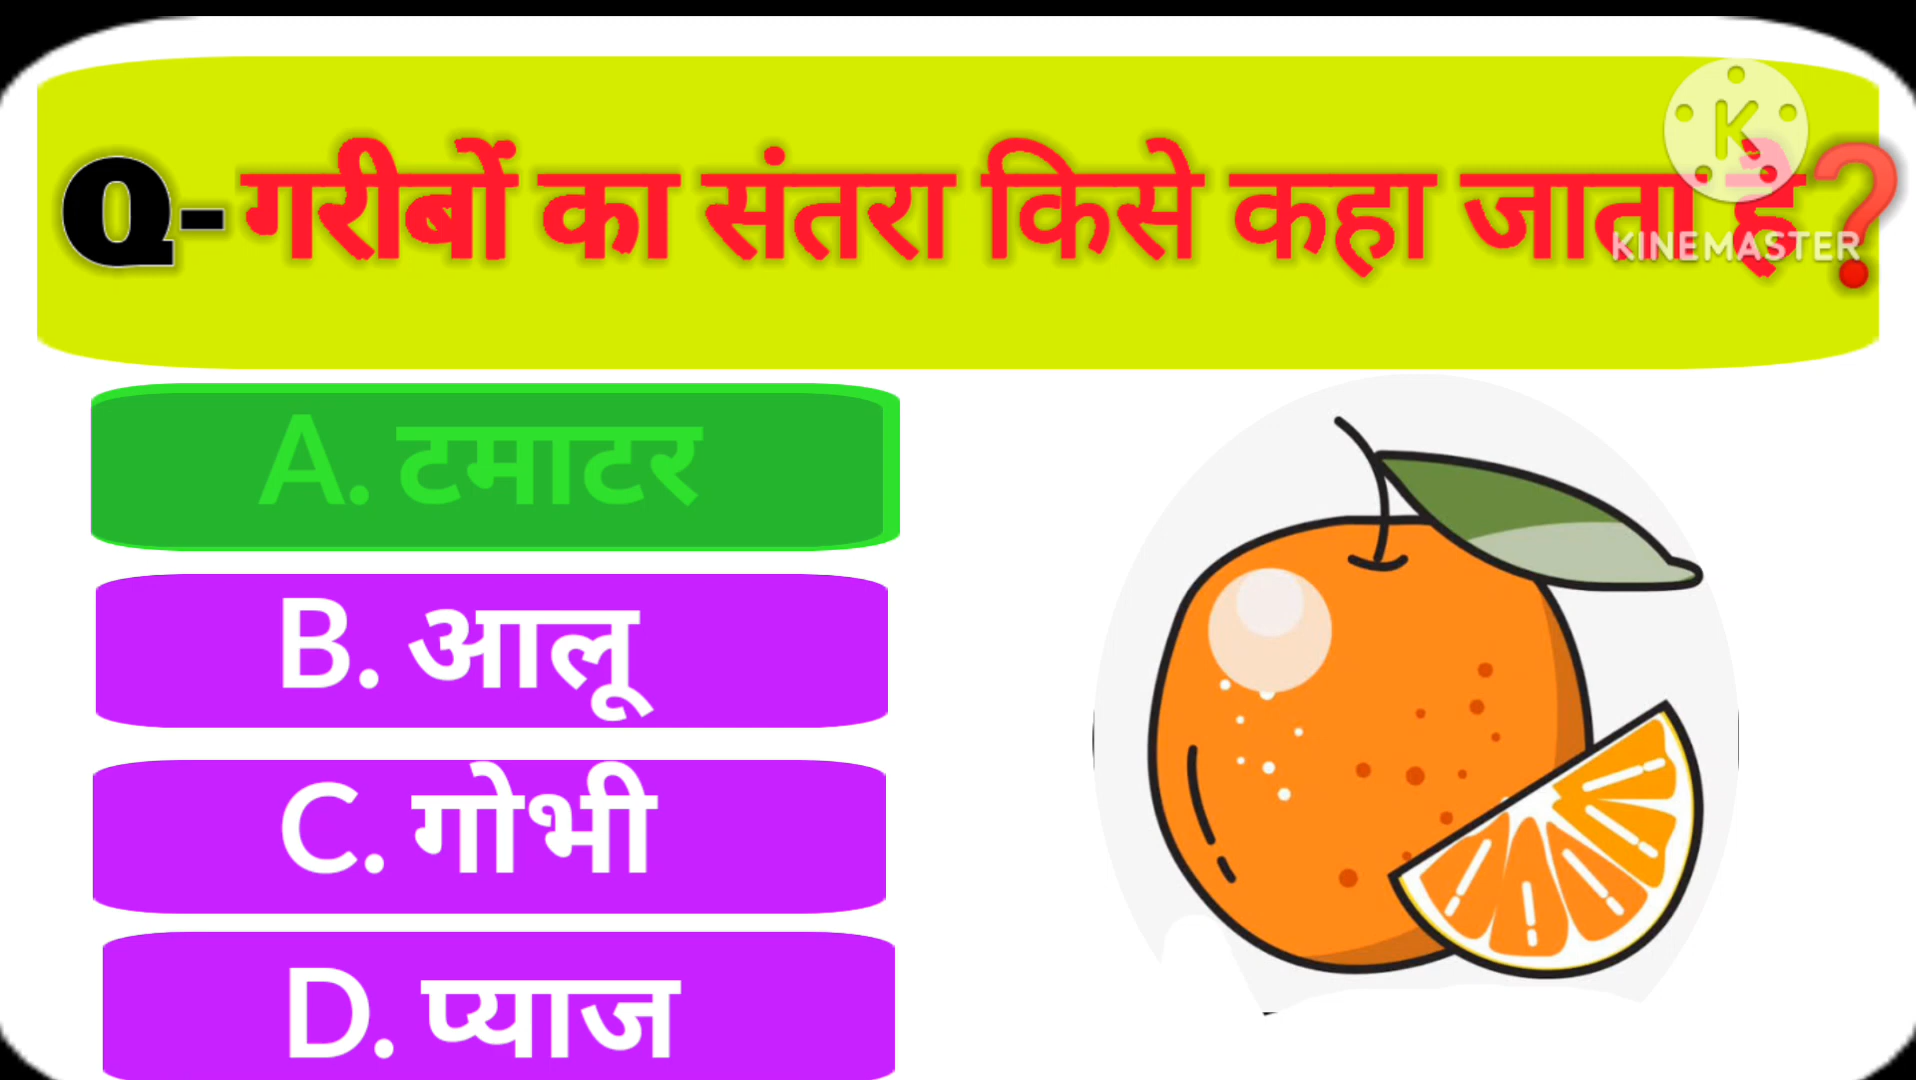 Q- गरीबों का संतरा किसे कहा जाता है?
KINEMASTER
A. टमाटर
B. आलू
C. गोभी
D. प्याज